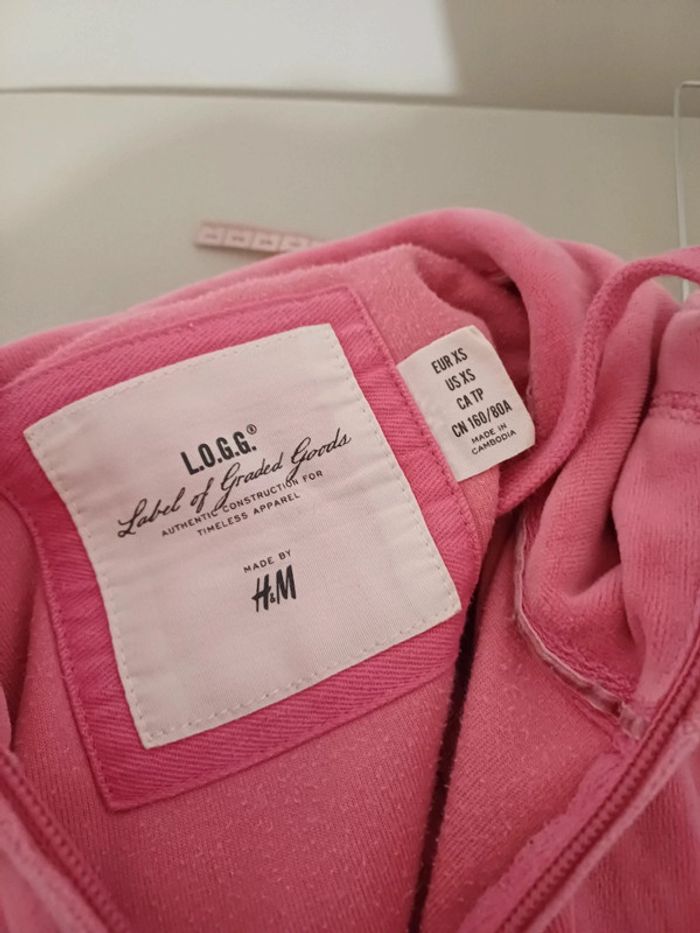 L.O.G.G.®
Label of Graded Goods
AUTHENTIC CONSTRUCTION FOR
TIMELESS APPAREL
MADE BY
H&M
EUR XS
US XS
CA TP
CN 160/80A
MADE IN
CAMBODIA